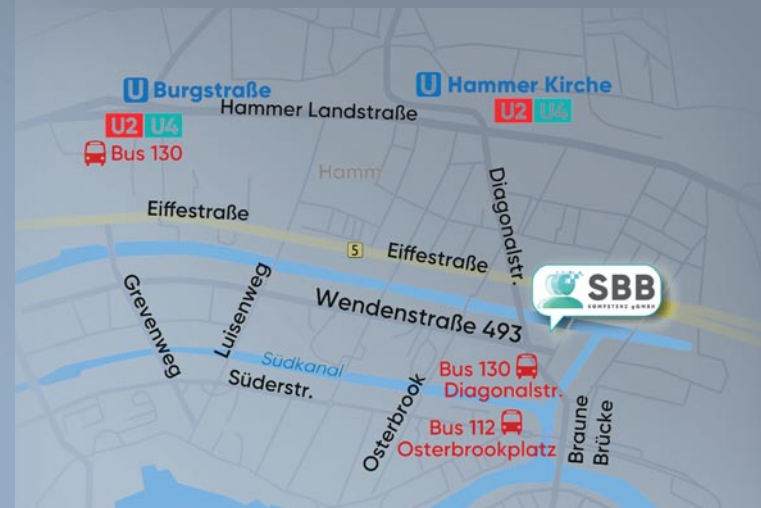 U Burgstraße
U Hammer Kirche
Hammer Landstraße
U2 U4
U2 U4
Bus 130
Hamm
Diagonalstr.
Eiffestraße
5
Eiffestraße
SBB
KOMPETENZ gGMBH
Grevenweg
Luisenweg
Wendenstraße 493
Südkanal
Süderstr.
Osterbrook
Bus 130
Diagonalstr.
Bus 112
Osterbrookplatz
Braune
Brücke